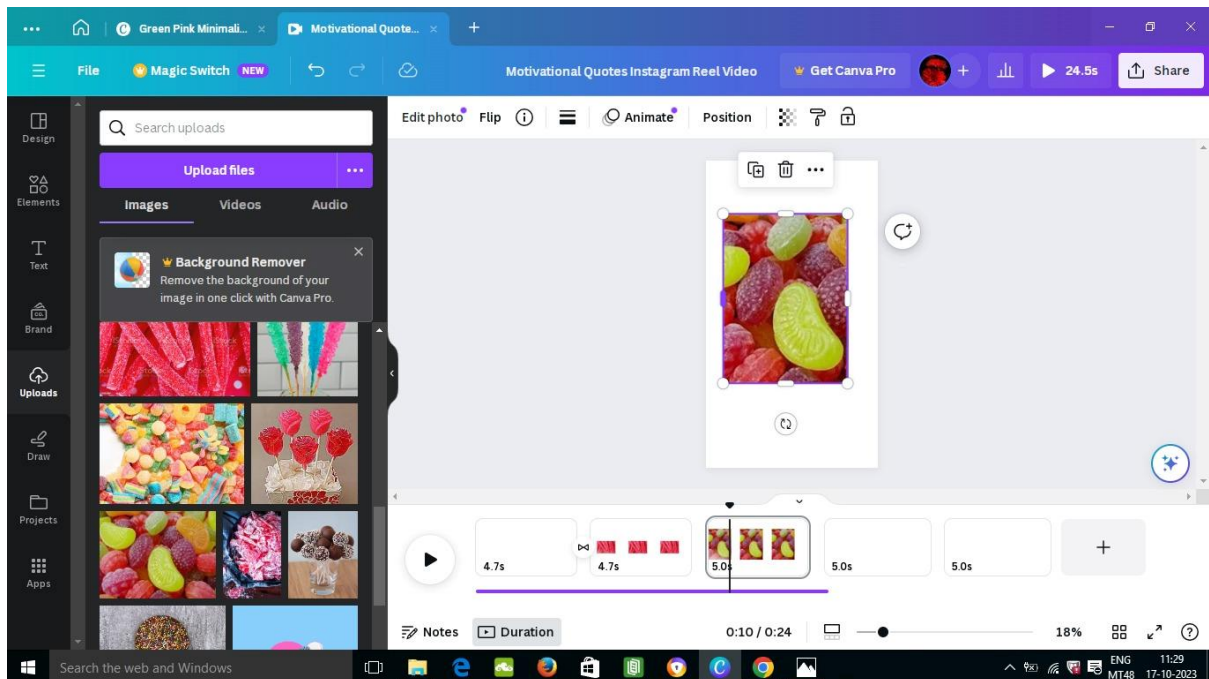 Green Pink Minimali...
Motivational Quote...
File
Magic Switch NEW
Motivational Quotes Instagram Reel Video
Get Canva Pro
24.5s
Share
Design
Elements
Text
Brand
Uploads
Draw
Projects
Apps
Search uploads
Upload files
Images Videos Audio
Background Remover
Remove the background of your
image in one click with Canva Pro.
Edit photo Flip Animate Position
4.7s 4.7s 5.0s 5.0s 5.0s
Notes Duration 0:10 / 0:24 18%
Search the web and Windows
ENG 11:29
MT48 17-10-2023